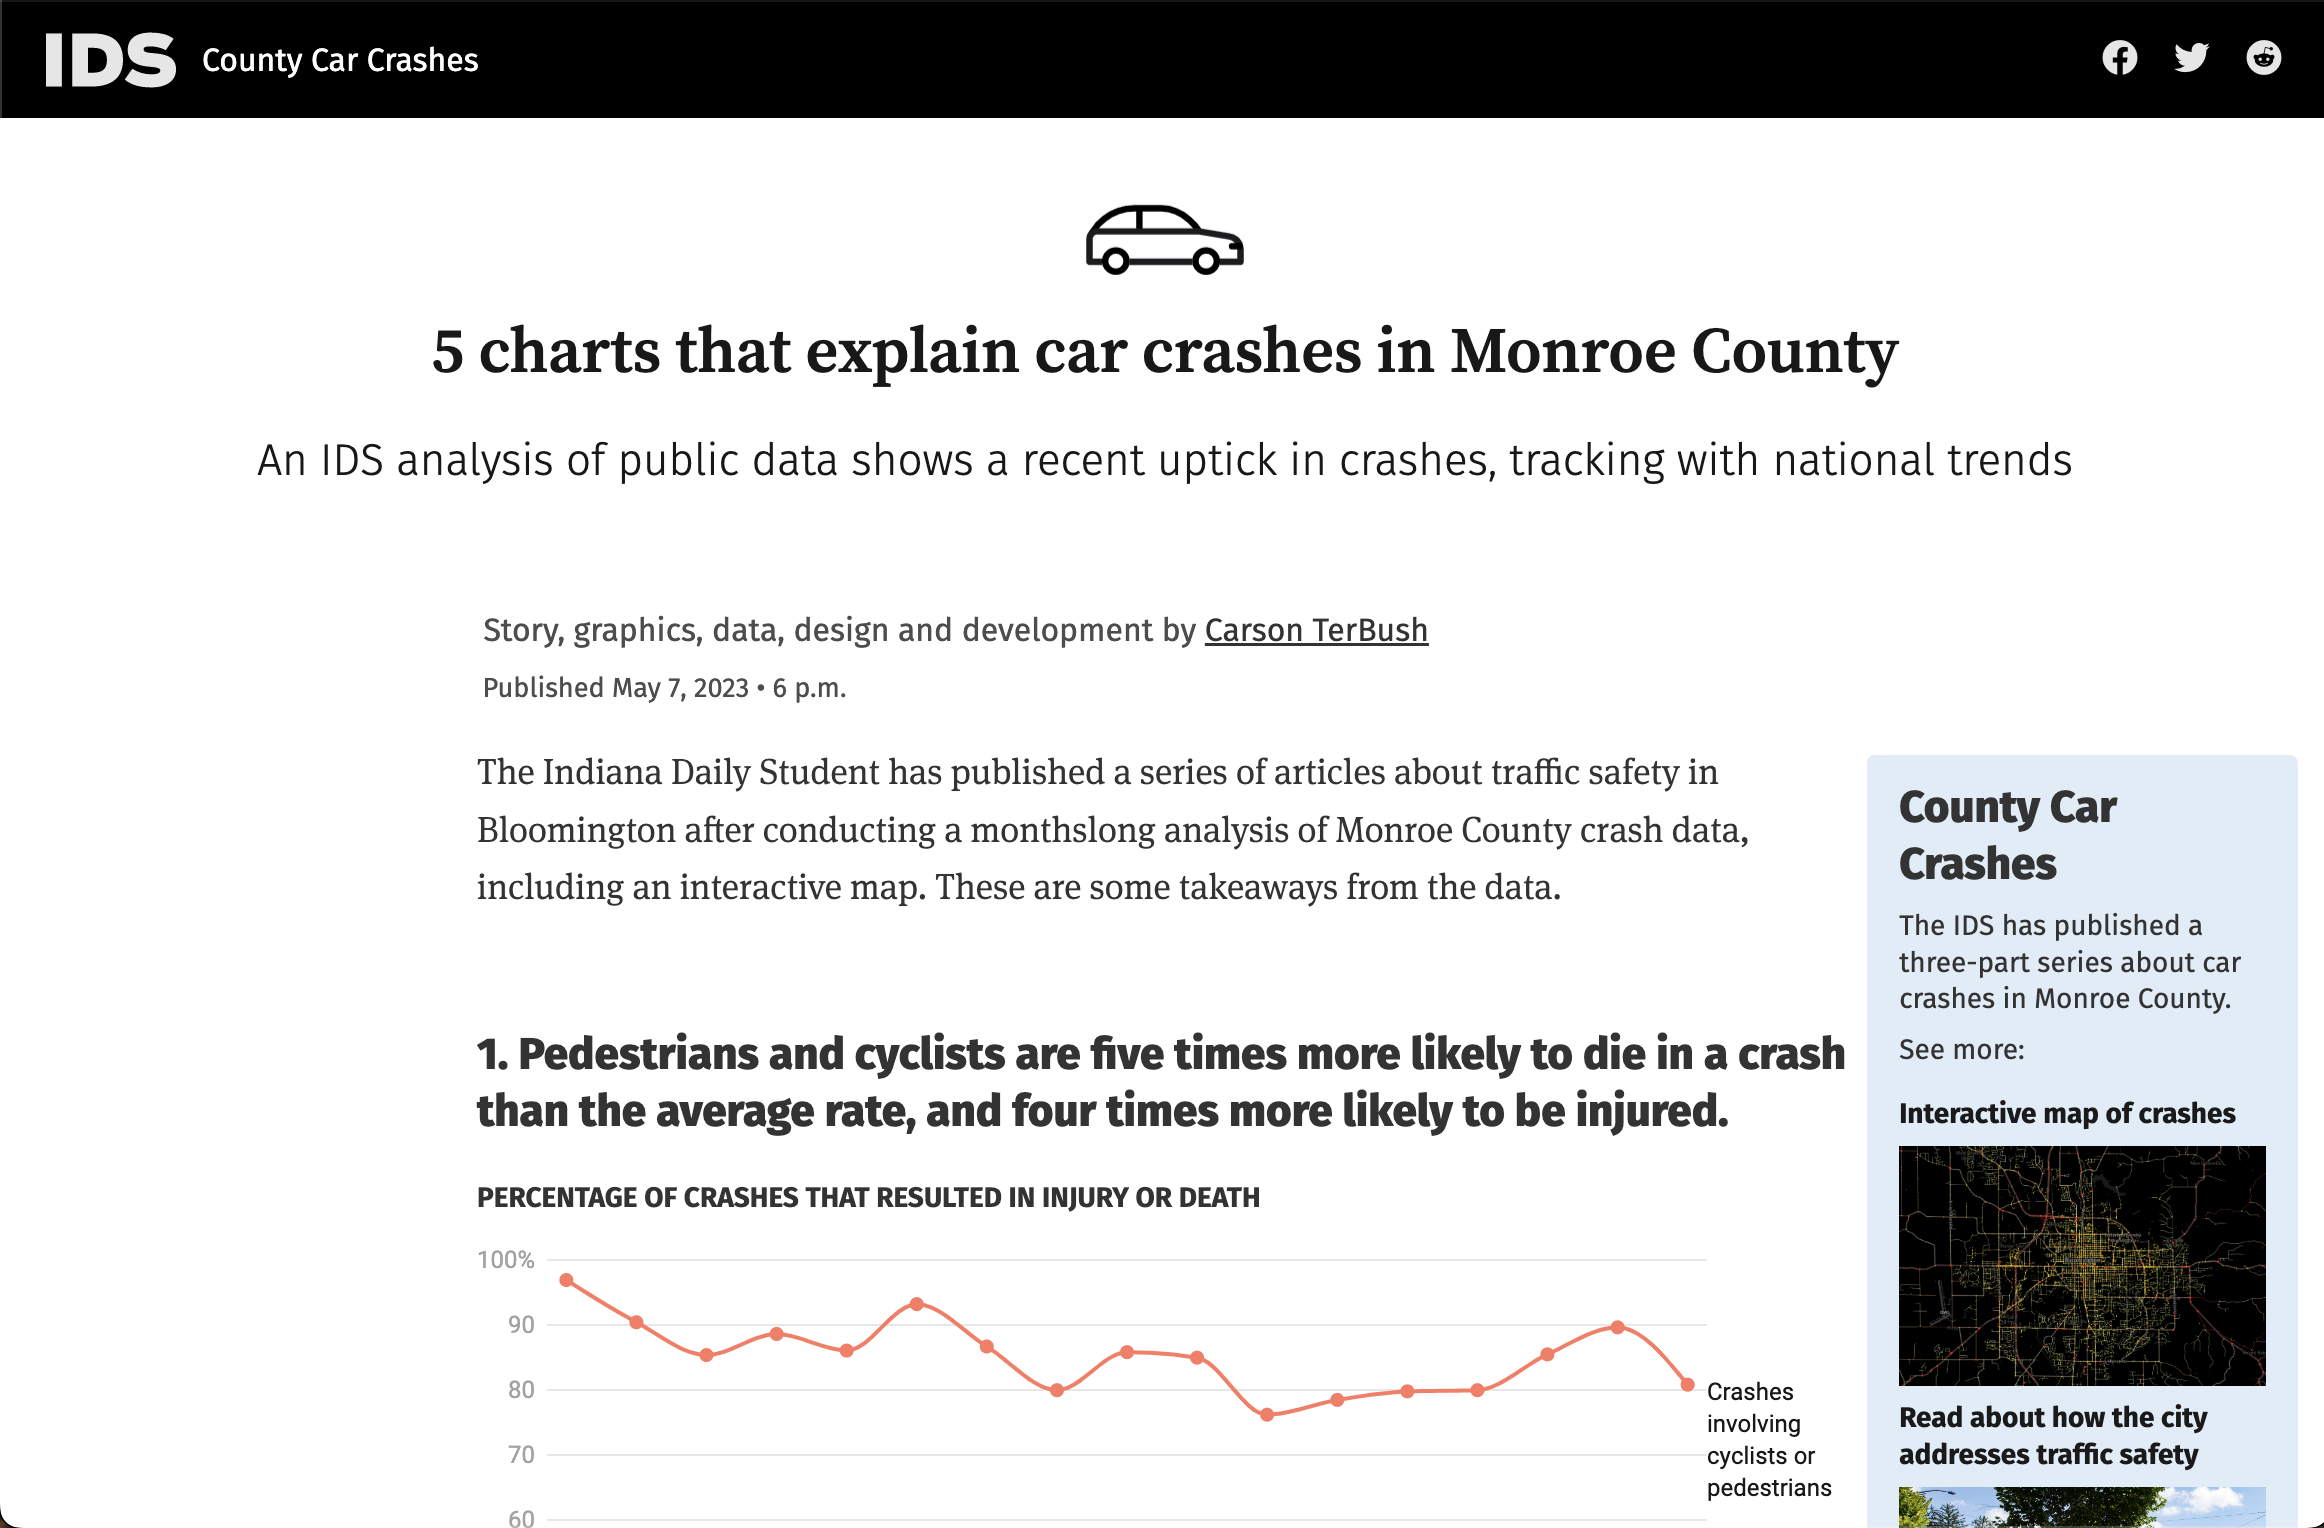 IDS County Car Crashes
5 charts that explain car crashes in Monroe County
An IDS analysis of public data shows a recent uptick in crashes, tracking with national trends
Story, graphics, data, design and development by Carson TerBush
Published May 7, 2023 • 6 p.m.
The Indiana Daily Student has published a series of articles about traffic safety in
Bloomington after conducting a monthslong analysis of Monroe County crash data,
including an interactive map. These are some takeaways from the data.
1. Pedestrians and cyclists are five times more likely to die in a crash
than the average rate, and four times more likely to be injured.
PERCENTAGE OF CRASHES THAT RESULTED IN INJURY OR DEATH
100%
90
80
70
60
Crashes
involving
cyclists or
pedestrians
County Car
Crashes
The IDS has published a
three-part series about car
crashes in Monroe County.
See more:
Interactive map of crashes
Read about how the city
addresses traffic safety